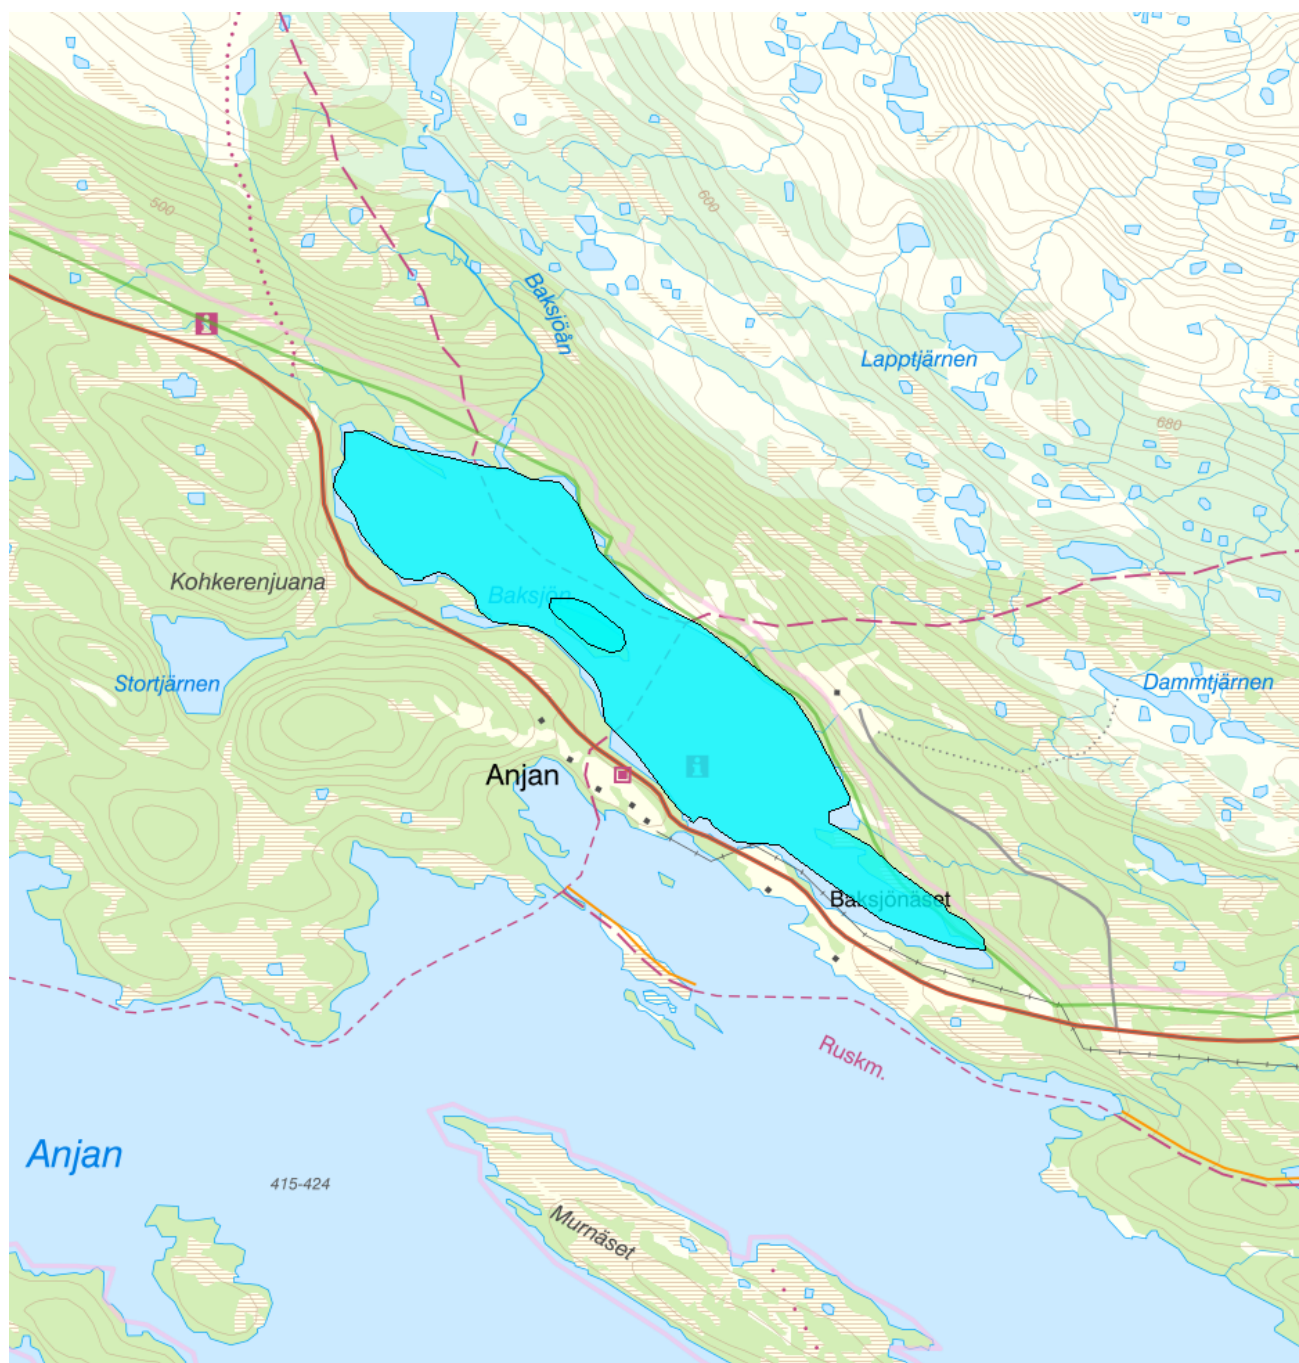 500
600
Baksjöån
Lapptjärnen
680
Kohkerenjuana
Baksjön
Stortjärnen
Dammtjärnen
Anjan
Baksjönäset
Ruskm.
Anjan
415-424
Murnäset